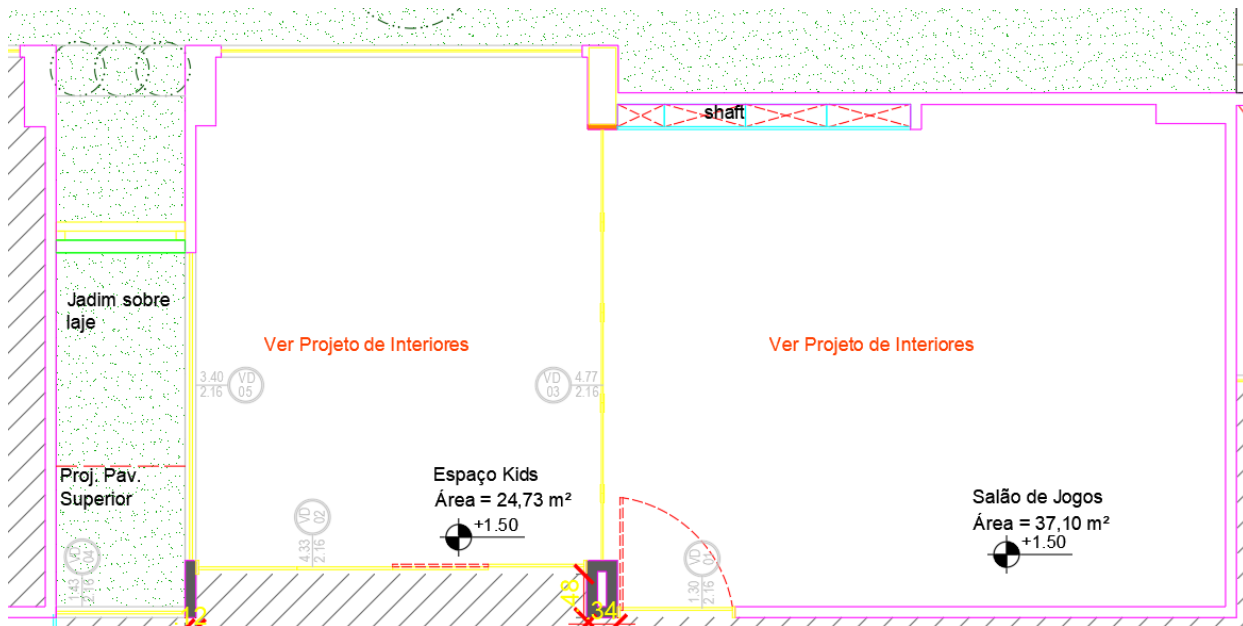 shaft
Jadim sobre
laje
Ver Projeto de Interiores
Ver Projeto de Interiores
3.40
2.16
VD
05
VD
03
4.77
2.16
Proj. Pav.
Superior
Espaço Kids
Área = 24,73 m²
+1.50
Salão de Jogos
Área = 37,10 m²
+1.50
VD
02
4.33
2.16
VD
04
1.43
2.16
VD
01
1.30
2.16
48
34
12